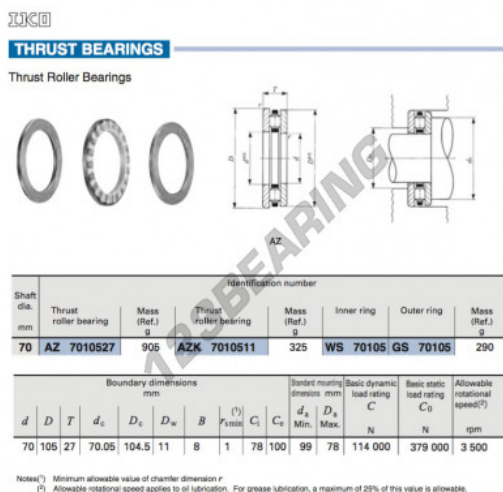 IKO
THRUST BEARINGS
Thrust Roller Bearings
T
r
r
D
d
AZ
123BEARING
Identification number
Shaft dia. mm Thrust roller bearing Mass (Ref.) g Thrust roller bearing Mass (Ref.) g Inner ring Outer ring Mass (Ref.) g
70 AZ 7010527 905 AZK 7010511 325 WS 70105 GS 70105 290
Boundary dimensions mm Standard mounting dimensions mm Basic dynamic load rating C N Basic static load rating C0 N Allowable rotational speed(2) rpm
d D T dc Dc Dw B rsmin(1) Ci Ce da Min. Da Max.
70 105 27 70.05 104.5 11 8 1 78 100 99 78 114 000 379 000 3 500
Notes(1) Minimum allowable value of chamfer dimension r
(2) Allowable rotational speed applies to oil lubrication. For grease lubrication, a maximum of 25% of this value is allowable.